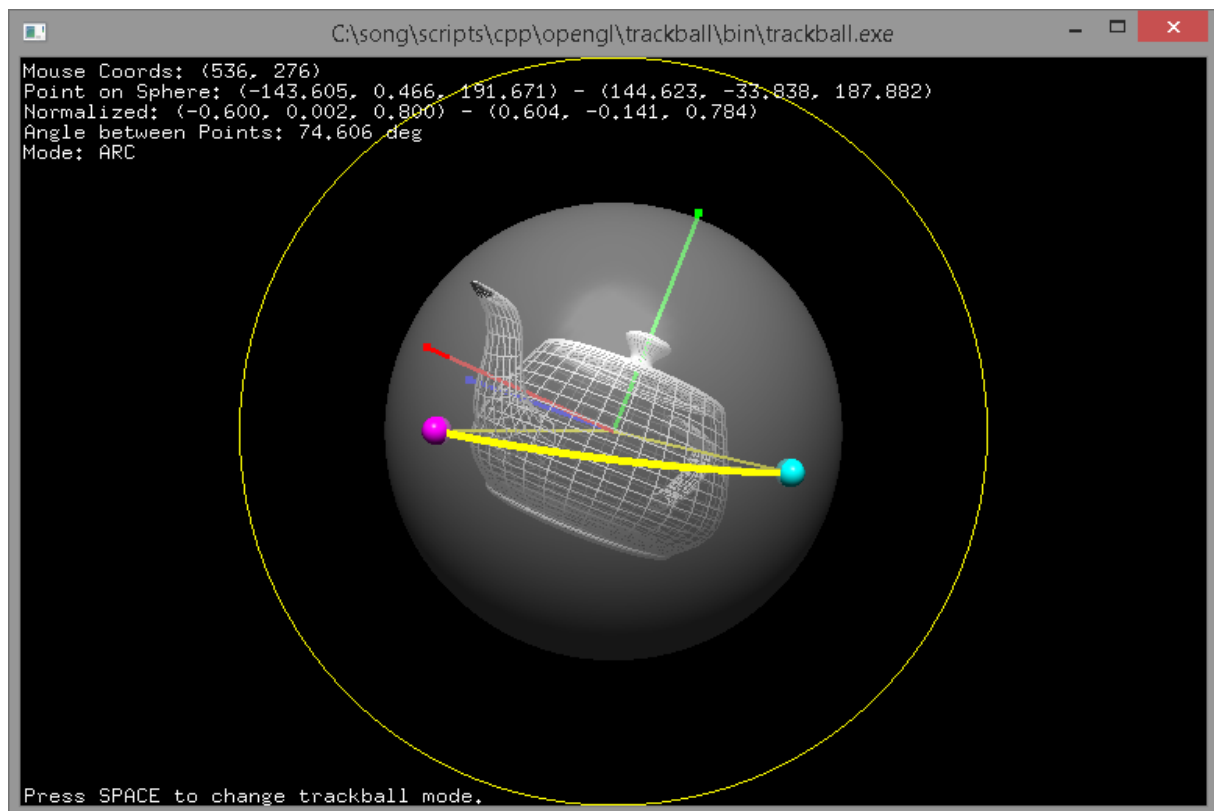 C:\song\scripts\cpp\opengl\trackball\bin\trackball.exe
Mouse Coords: (536, 276)
Point on Sphere: (-143.605, 0.466, 191.671) - (144.623, -33.838, 187.882)
Normalized: (-0.600, 0.002, 0.800) - (0.604, -0.141, 0.784)
Angle between Points: 74.606 deg
Mode: ARC
Press SPACE to change trackball mode.